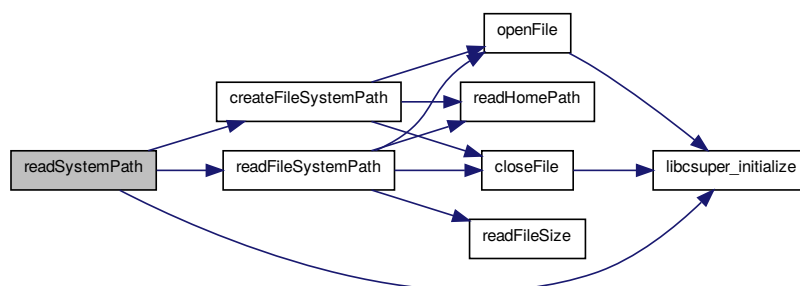 openFile
createFileSystemPath
readHomePath
readSystemPath
readFileSystemPath
closeFile
libcsuper_initialize
readFileSize